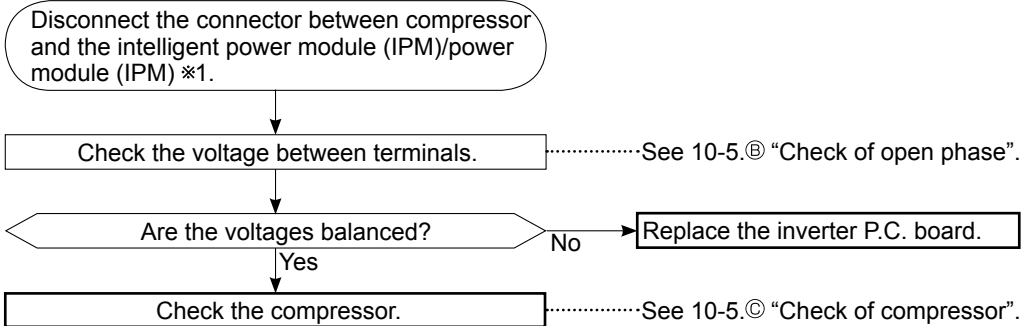 Disconnect the connector between compressor
and the intelligent power module (IPM)/power
module (IPM) ※1.
Check the voltage between terminals.
See 10-5.Ⓑ “Check of open phase”.
Are the voltages balanced?
No
Replace the inverter P.C. board.
Yes
Check the compressor.
See 10-5.Ⓒ “Check of compressor”.